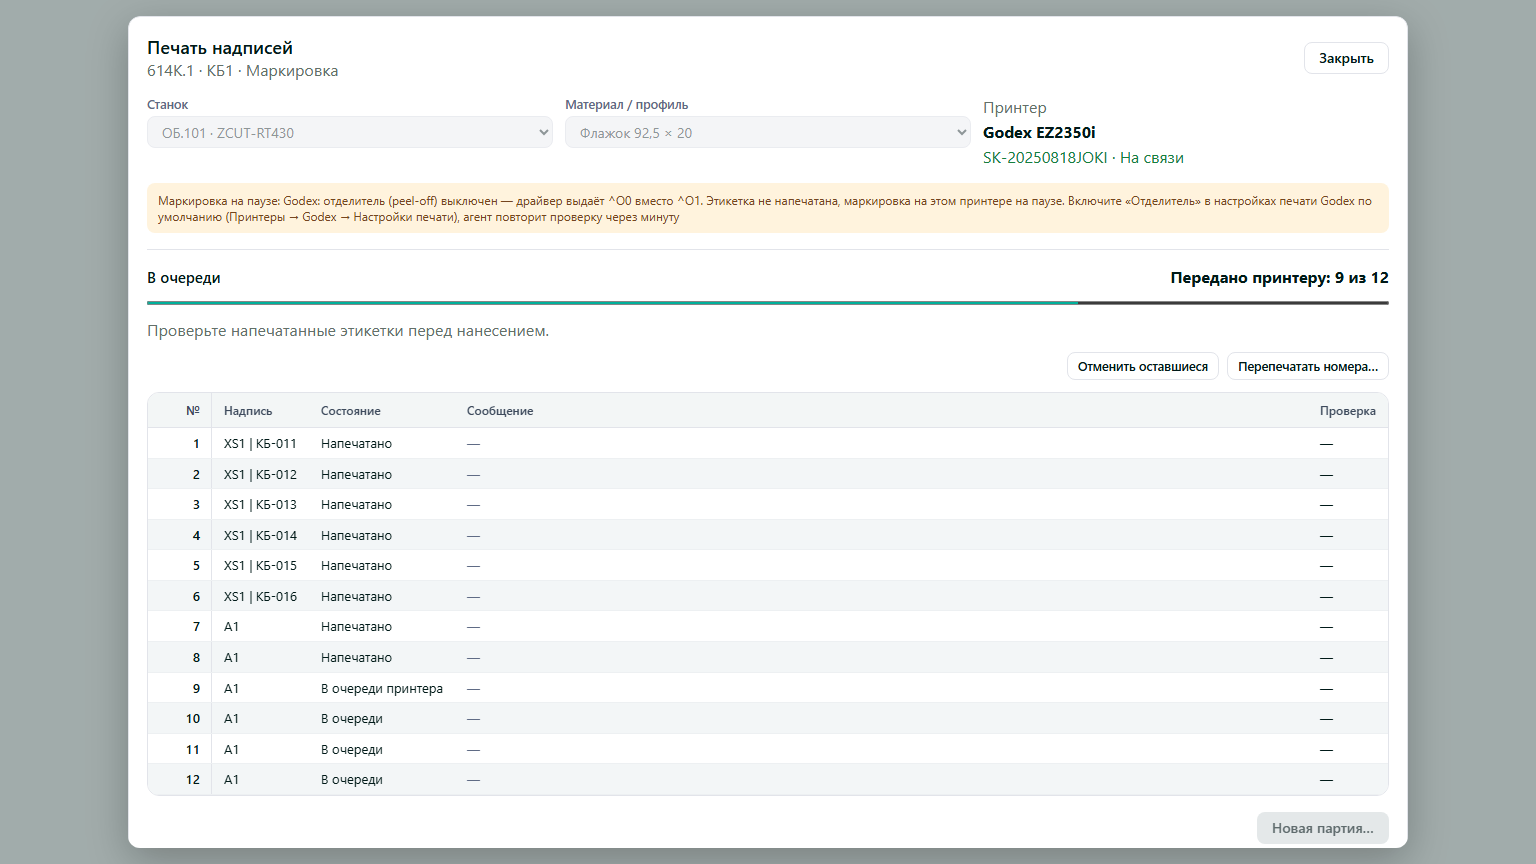 Печать надписей
614К.1 · КБ1 · Маркировка
Закрыть
Станок
ОБ.101 · ZCUT-RT430
Материал / профиль
Флажок 92,5 × 20
Принтер
Godex EZ2350i
SK-20250818JOKI · На связи
Маркировка на паузе: Godex: отделитель (peel-off) выключен — драйвер выдаёт ^O0 вместо ^O1. Этикетка не напечатана, маркировка на этом принтере на паузе. Включите «Отделитель» в настройках печати Godex по
умолчанию (Принтеры → Godex → Настройки печати), агент повторит проверку через минуту
В очереди
Передано принтеру: 9 из 12
Проверьте напечатанные этикетки перед нанесением.
Отменить оставшиеся
Перепечатать номера...
№ Надпись Состояние Сообщение Проверка
1 XS1 | КБ-011 Напечатано — —
2 XS1 | КБ-012 Напечатано — —
3 XS1 | КБ-013 Напечатано — —
4 XS1 | КБ-014 Напечатано — —
5 XS1 | КБ-015 Напечатано — —
6 XS1 | КБ-016 Напечатано — —
7 A1 Напечатано — —
8 A1 Напечатано — —
9 A1 В очереди принтера — —
10 A1 В очереди — —
11 A1 В очереди — —
12 A1 В очереди — —
Новая партия...